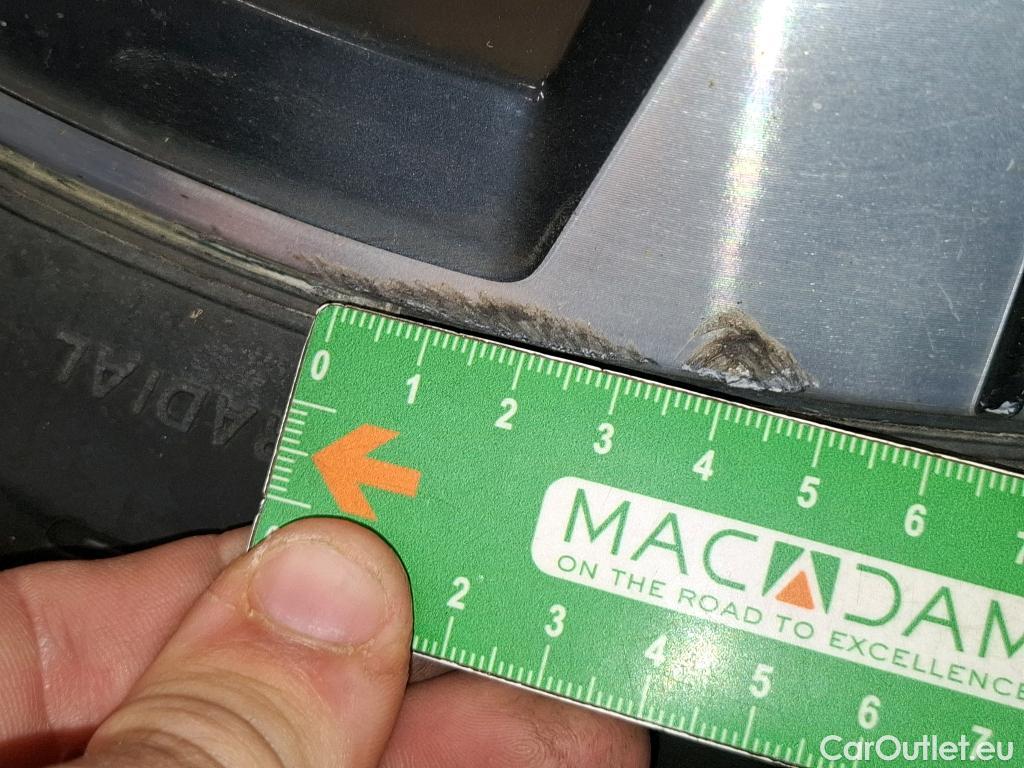 RADIAL
0 1 2 3 4 5 6 7
MACADAM
ON THE ROAD TO EXCELLENCE
2 3 4 5 6 7
CarOutlet.eu